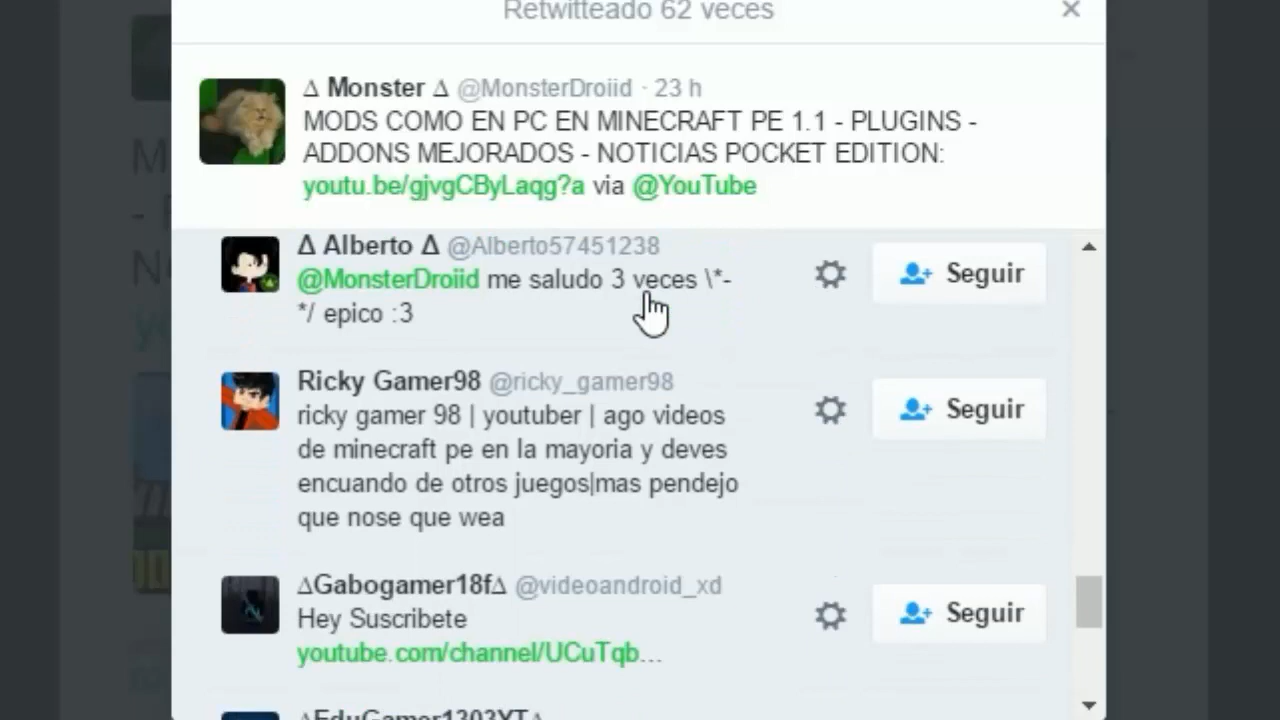 Retwitteado 62 veces
Δ Monster Δ @MonsterDroiid · 23 h
MODS COMO EN PC EN MINECRAFT PE 1.1 - PLUGINS -
ADDONS MEJORADOS - NOTICIAS POCKET EDITION:
youtu.be/gjvgCByLaqg?a via @YouTube
Δ Alberto Δ @Alberto57451238
@MonsterDroiid me saludo 3 veces \*-
*/ epico :3
Seguir
Ricky Gamer98 @ricky_gamer98
ricky gamer 98 | youtuber | ago videos
de minecraft pe en la mayoria y deves
encuando de otros juegos|mas pendejo
que nose que wea
Seguir
ΔGabogamer18fΔ @videoandroid_xd
Hey Suscribete
youtube.com/channel/UCuTqb...
Seguir
ΔEduGamer1303YTΔ